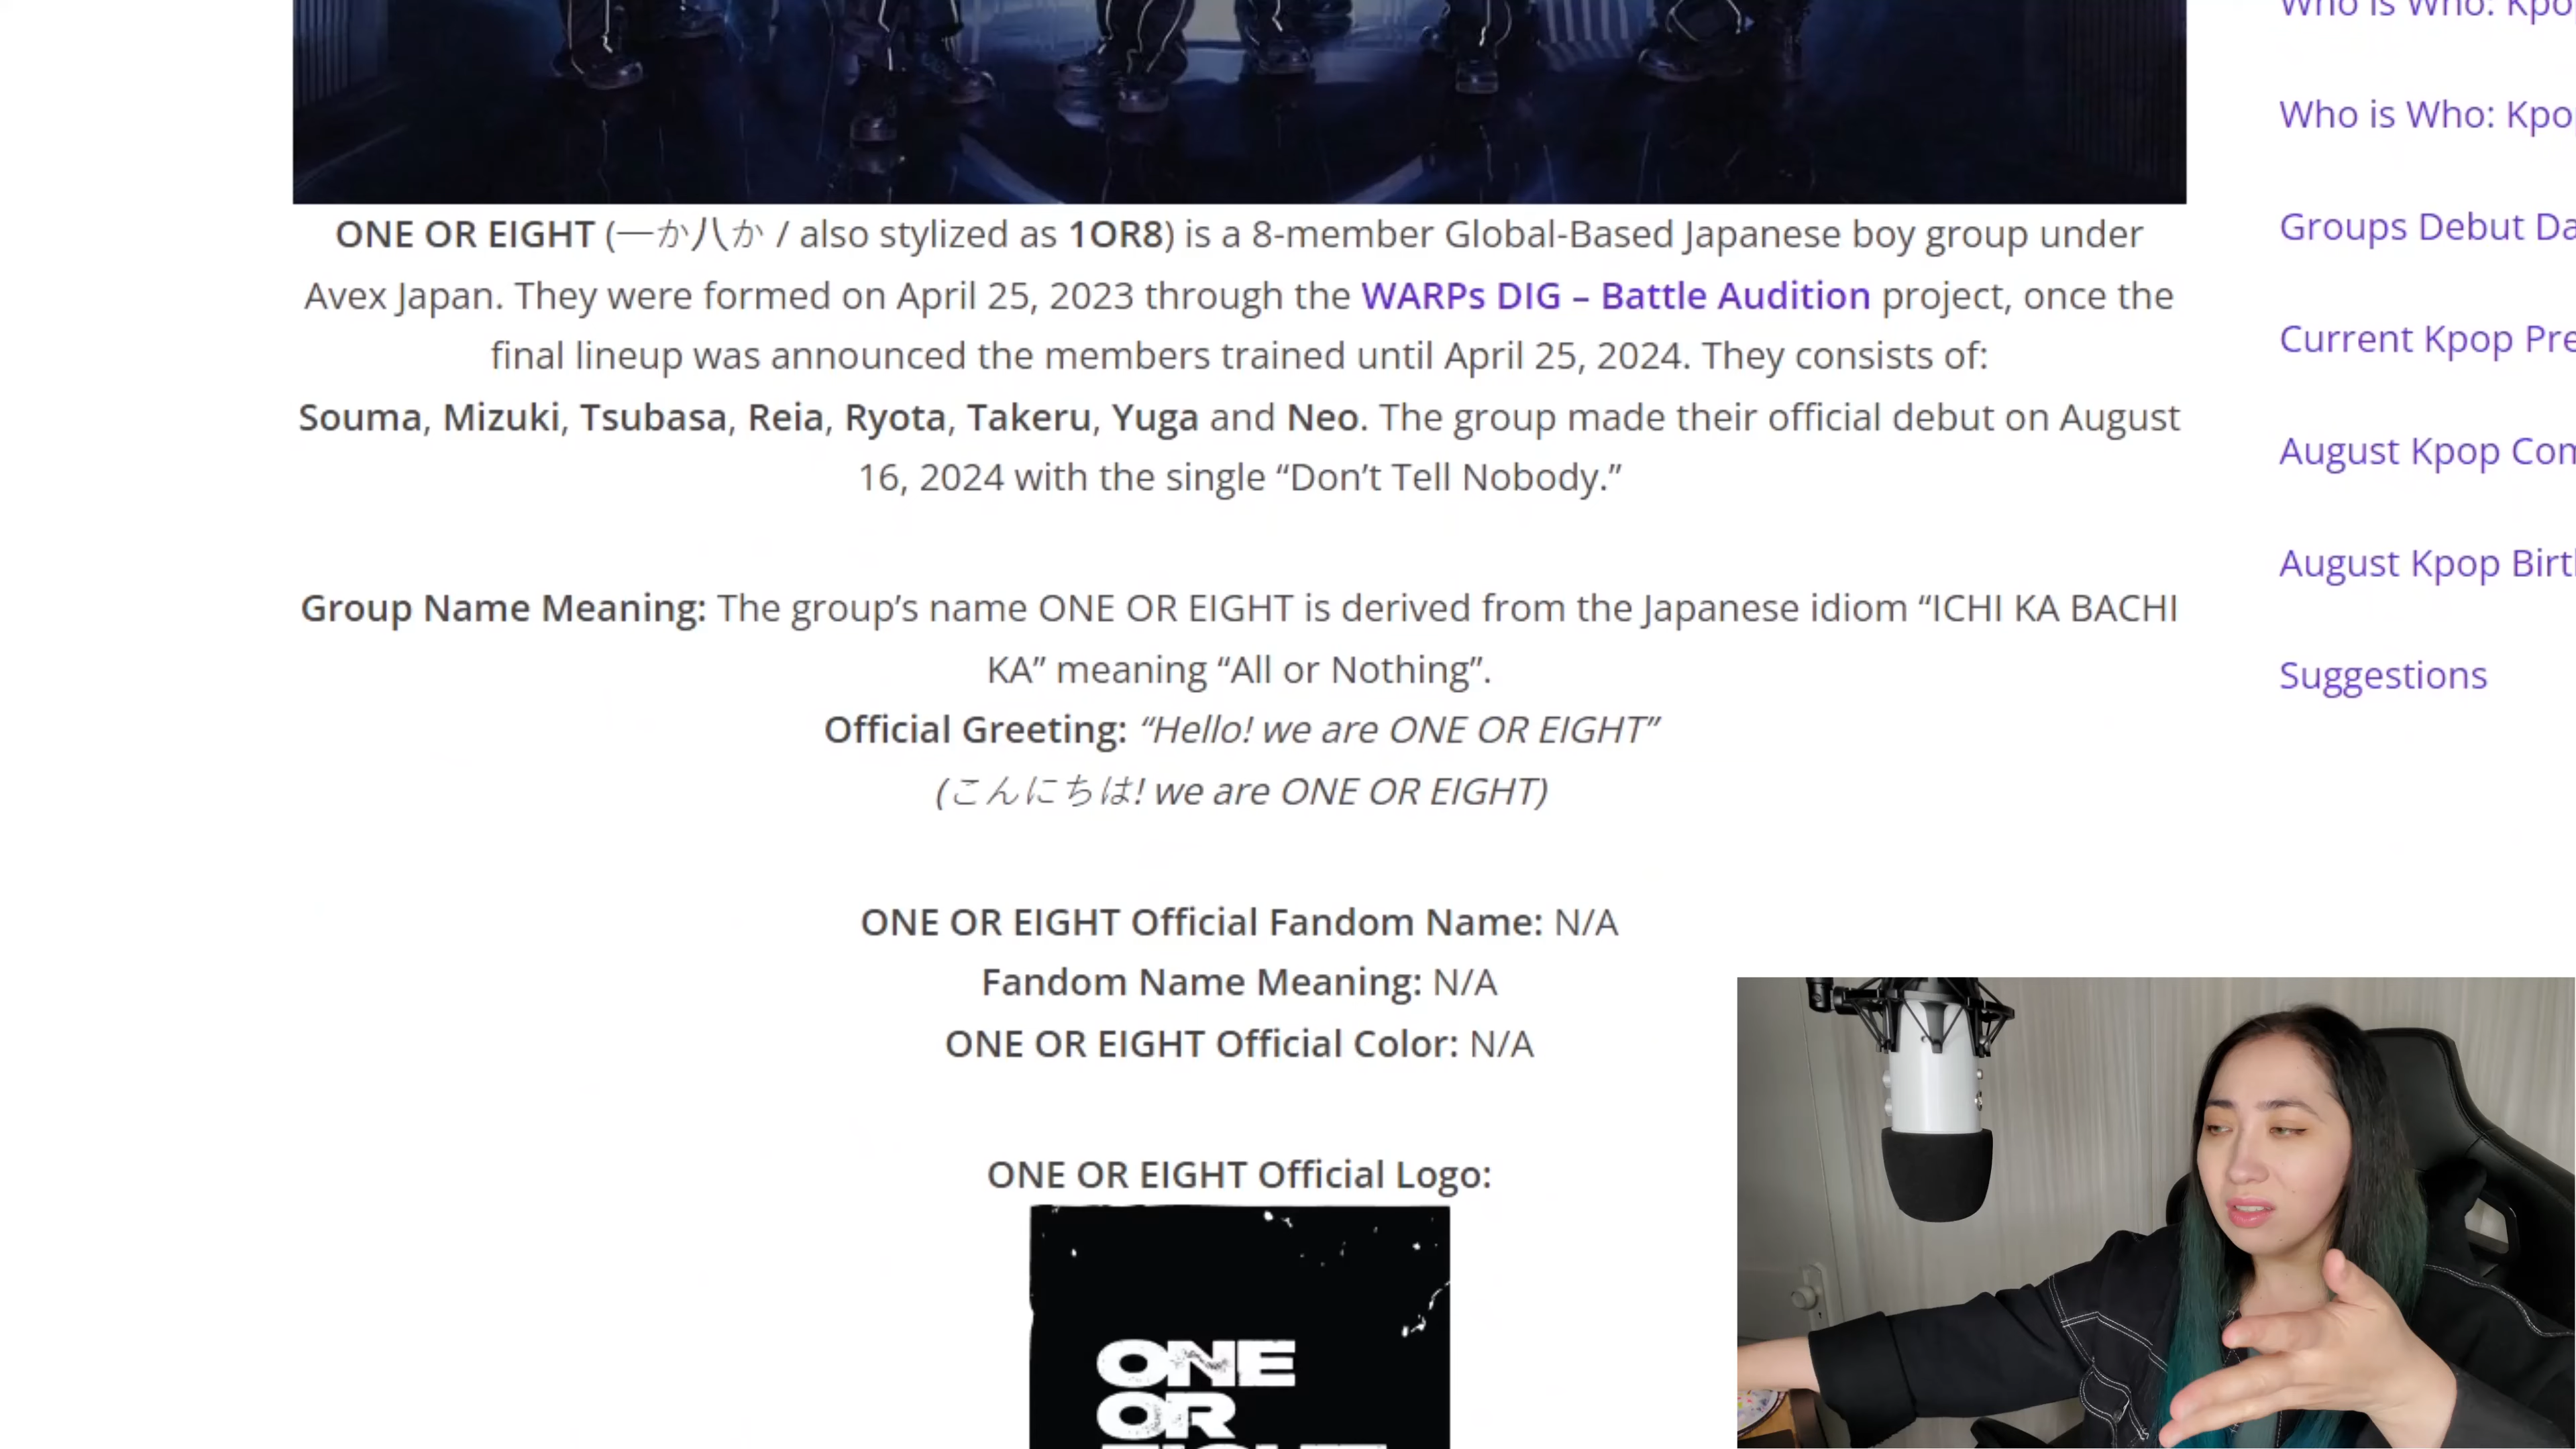 ONE OR EIGHT (一か八か / also stylized as 1OR8) is a 8-member Global-Based Japanese boy group under
Avex Japan. They were formed on April 25, 2023 through the WARPs DIG – Battle Audition project, once the
final lineup was announced the members trained until April 25, 2024. They consists of:
Souma, Mizuki, Tsubasa, Reia, Ryota, Takeru, Yuga and Neo. The group made their official debut on August
16, 2024 with the single “Don’t Tell Nobody.”
Group Name Meaning: The group’s name ONE OR EIGHT is derived from the Japanese idiom “ICHI KA BACHI
KA” meaning “All or Nothing”.
Official Greeting: “Hello! we are ONE OR EIGHT”
(こんにちは! we are ONE OR EIGHT)
ONE OR EIGHT Official Fandom Name: N/A
Fandom Name Meaning: N/A
ONE OR EIGHT Official Color: N/A
ONE OR EIGHT Official Logo:
ONE
OR
Who is Who: Kpo
Who is Who: Kpo
Groups Debut Da
Current Kpop Pre
August Kpop Com
August Kpop Birt
Suggestions